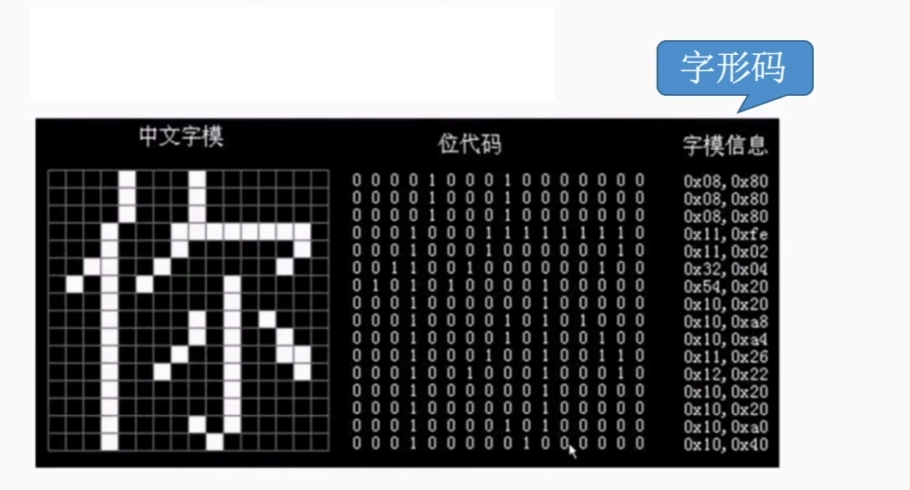 字形码
中文字模 位代码 字模信息
0 0 0 0 1 0 0 0 1 0 0 0 0 0 0 0 0x08,0x80
0 0 0 0 1 0 0 0 1 0 0 0 0 0 0 0 0x08,0x80
0 0 0 0 1 0 0 0 1 0 0 0 0 0 0 0 0x08,0x80
0 0 0 1 0 0 0 1 1 1 1 1 1 1 1 0 0x11,0xfe
0 0 0 1 0 0 0 1 0 0 0 0 0 0 1 0 0x11,0x02
0 0 1 1 0 0 1 0 0 0 0 0 0 1 0 0 0x32,0x04
0 1 0 1 0 1 0 0 0 0 1 0 0 0 0 0 0x54,0x20
0 0 0 1 0 0 0 0 0 0 1 0 0 0 0 0 0x10,0x20
0 0 0 1 0 0 0 0 1 0 1 0 1 0 0 0 0x10,0xa8
0 0 0 1 0 0 0 0 1 0 1 0 0 1 0 0 0x10,0xa4
0 0 0 1 0 0 0 1 0 0 1 0 0 1 1 0 0x11,0x26
0 0 0 1 0 0 1 0 0 0 1 0 0 0 1 0 0x12,0x22
0 0 0 1 0 0 0 0 0 0 1 0 0 0 0 0 0x10,0x20
0 0 0 1 0 0 0 0 0 0 1 0 0 0 0 0 0x10,0x20
0 0 0 1 0 0 0 0 1 0 1 0 0 0 0 0 0x10,0xa0
0 0 0 1 0 0 0 0 0 1 0 0 0 0 0 0 0x10,0x40